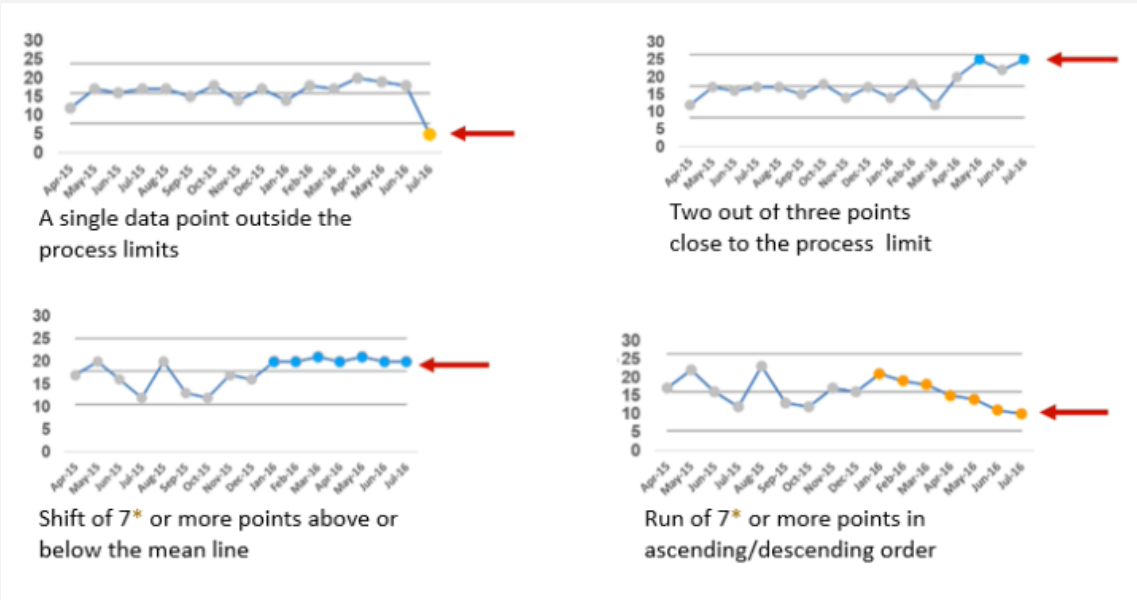 30
25
20
15
10
5
0
Apr-15 May-15 Jun-15 Jul-15 Aug-15 Sep-15 Oct-15 Nov-15 Dec-15 Jan-16 Feb-16 Mar-16 Apr-16 May-16 Jun-16 Jul-16
A single data point outside the
process limits
30
25
20
15
10
5
0
Apr-15 May-15 Jun-15 Jul-15 Aug-15 Sep-15 Oct-15 Nov-15 Dec-15 Jan-16 Feb-16 Mar-16 Apr-16 May-16 Jun-16 Jul-16
Two out of three points
close to the process limit
30
25
20
15
10
5
0
Apr-15 May-15 Jun-15 Jul-15 Aug-15 Sep-15 Oct-15 Nov-15 Dec-15 Jan-16 Feb-16 Mar-16 Apr-16 May-16 Jun-16 Jul-16
Shift of 7* or more points above or
below the mean line
30
25
20
15
10
5
0
Apr-15 May-15 Jun-15 Jul-15 Aug-15 Sep-15 Oct-15 Nov-15 Dec-15 Jan-16 Feb-16 Mar-16 Apr-16 May-16 Jun-16 Jul-16
Run of 7* or more points in
ascending/descending order